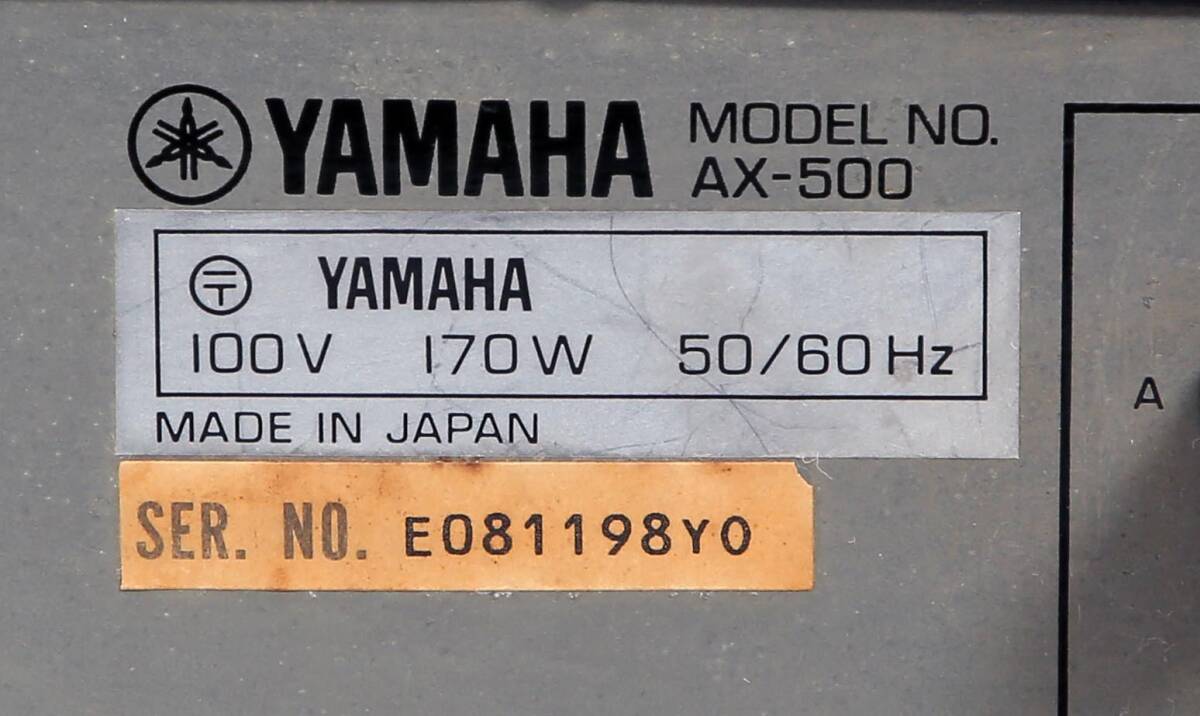 YAMAHA MODEL NO.
AX-500
〒 YAMAHA
100V 170W 50/60Hz
MADE IN JAPAN
SER. NO. E081198Y0
A